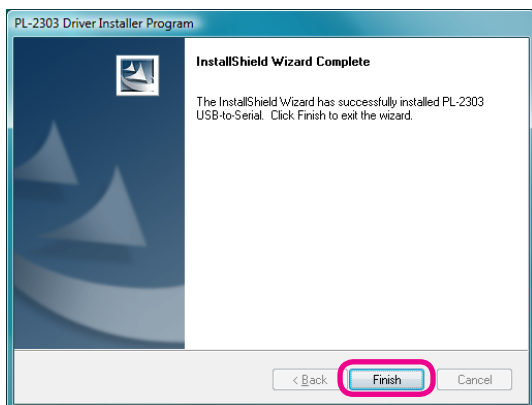 PL-2303 Driver Installer Program
InstallShield Wizard Complete
The InstallShield Wizard has successfully installed PL-2303
USB-to-Serial. Click Finish to exit the wizard.
< Back
Finish
Cancel